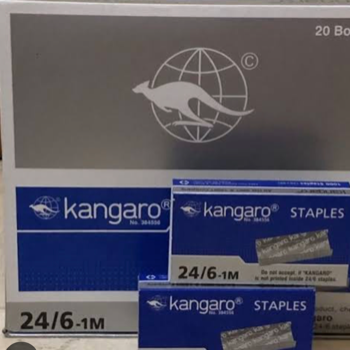 20 Bo
©
kangaro®
No. 384508
24/6-1M
kangaro® STAPLES
24/6-1M
Do not accept if "KANGARO"
is not printed inside 24/6 staples.
kangaro® STAPLES